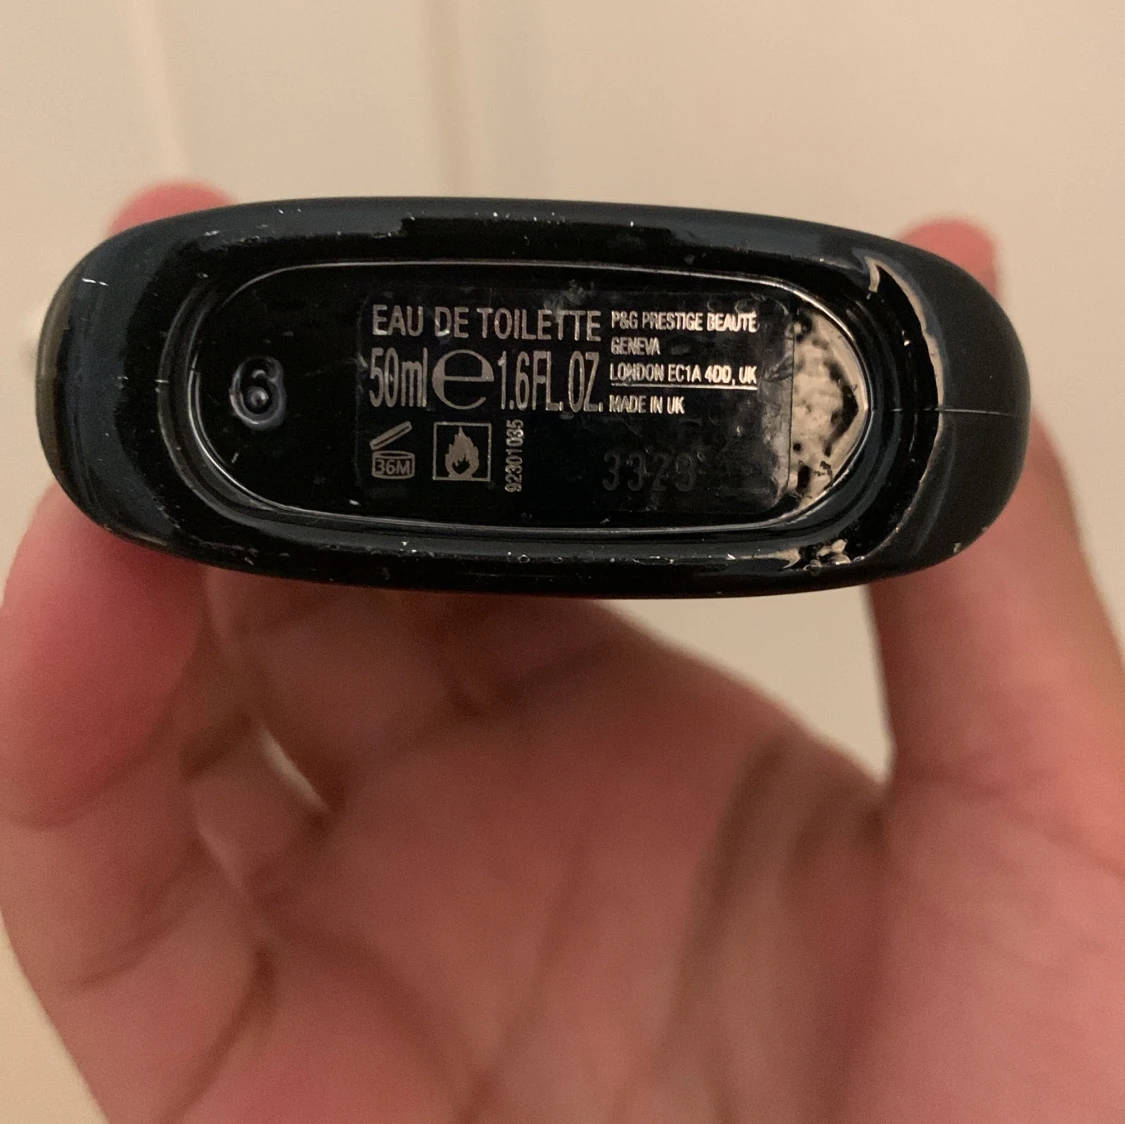 6
EAU DE TOILETTE
50ml e 1.6FL.OZ.
P&G PRESTIGE BEAUTE
GENEVA
LONDON EC1A 4DD, UK
MADE IN UK
36M
92301035
3323